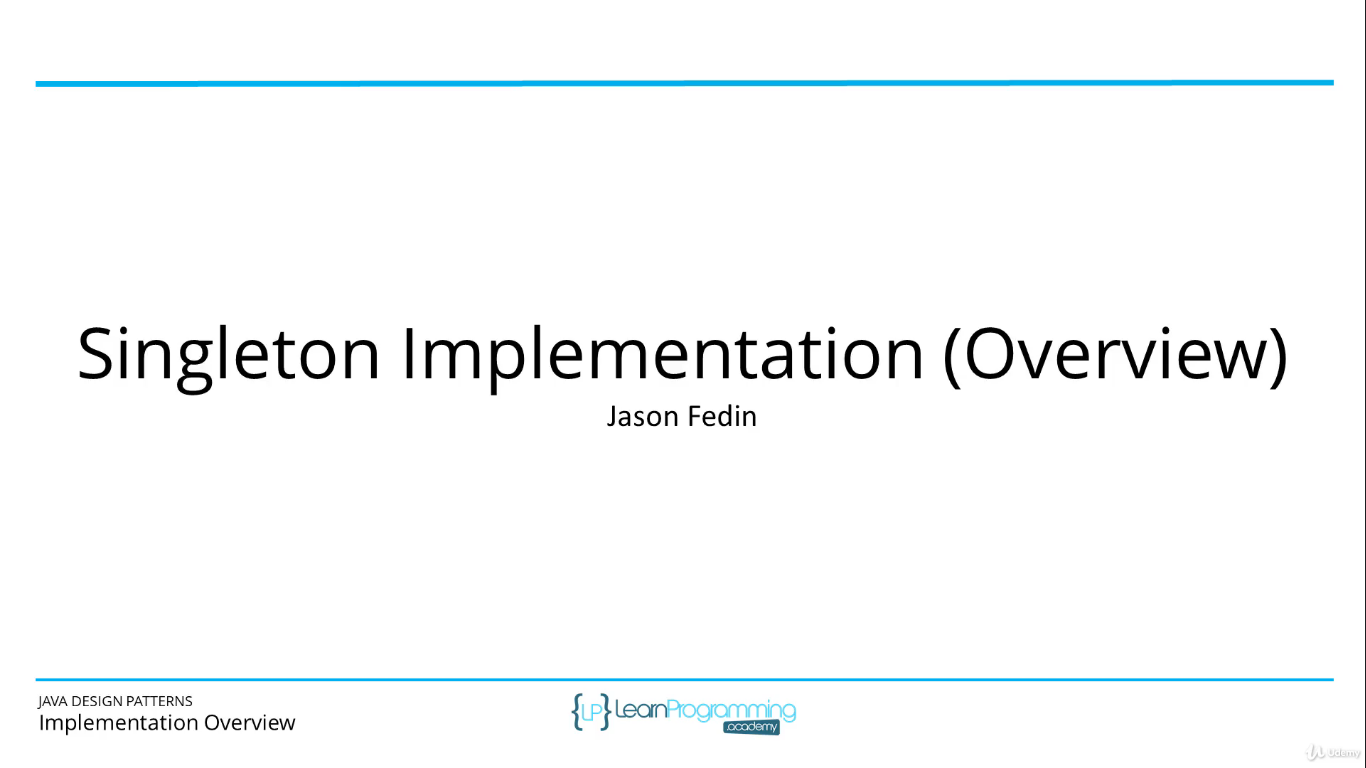 Singleton Implementation (Overview)
Jason Fedin
JAVA DESIGN PATTERNS
Implementation Overview
{LP} LearnProgramming
.academy
Udemy